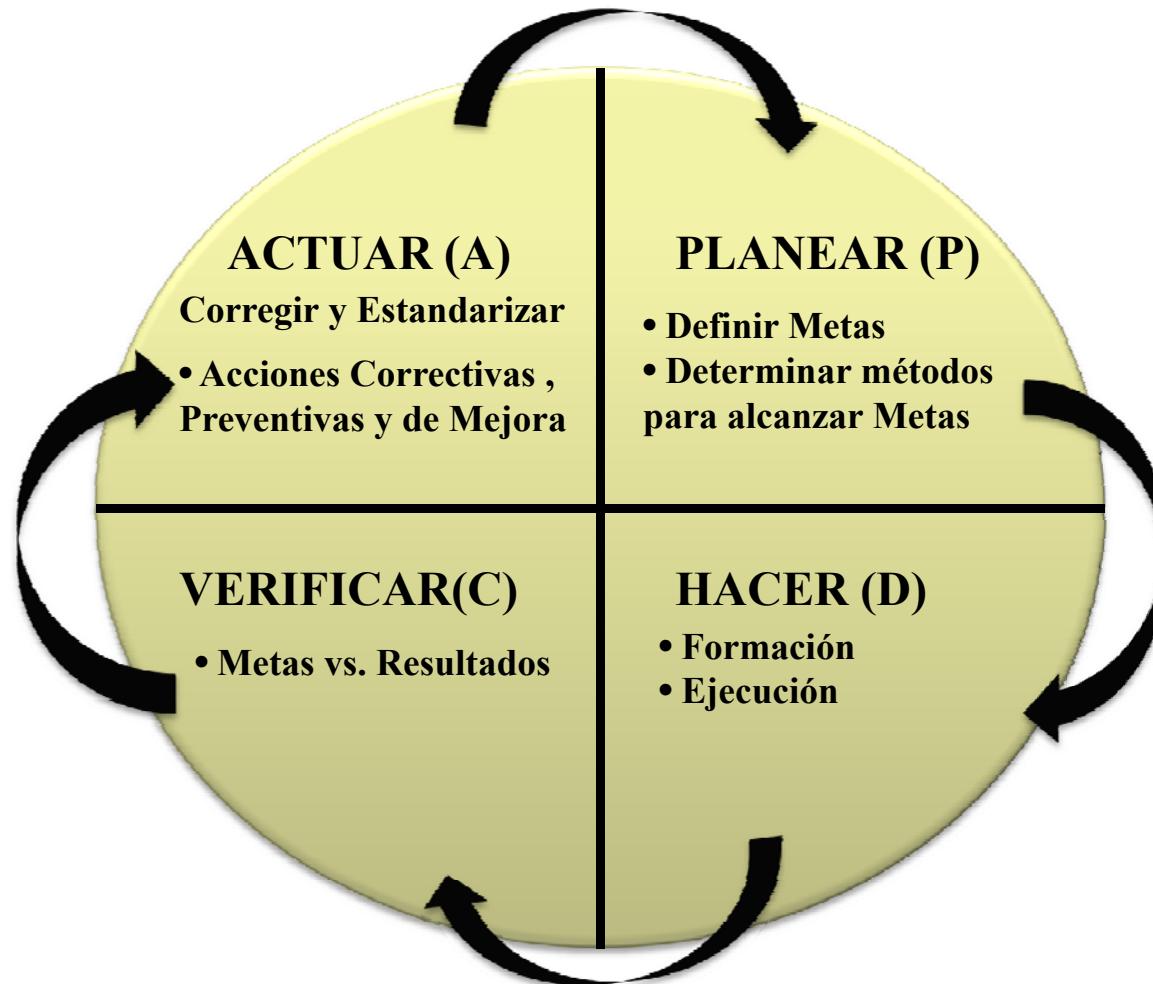 ACTUAR (A)
Corregir y Estandarizar
• Acciones Correctivas ,
Preventivas y de Mejora
PLANEAR (P)
• Definir Metas
• Determinar métodos
para alcanzar Metas
VERIFICAR(C)
• Metas vs. Resultados
HACER (D)
• Formación
• Ejecución